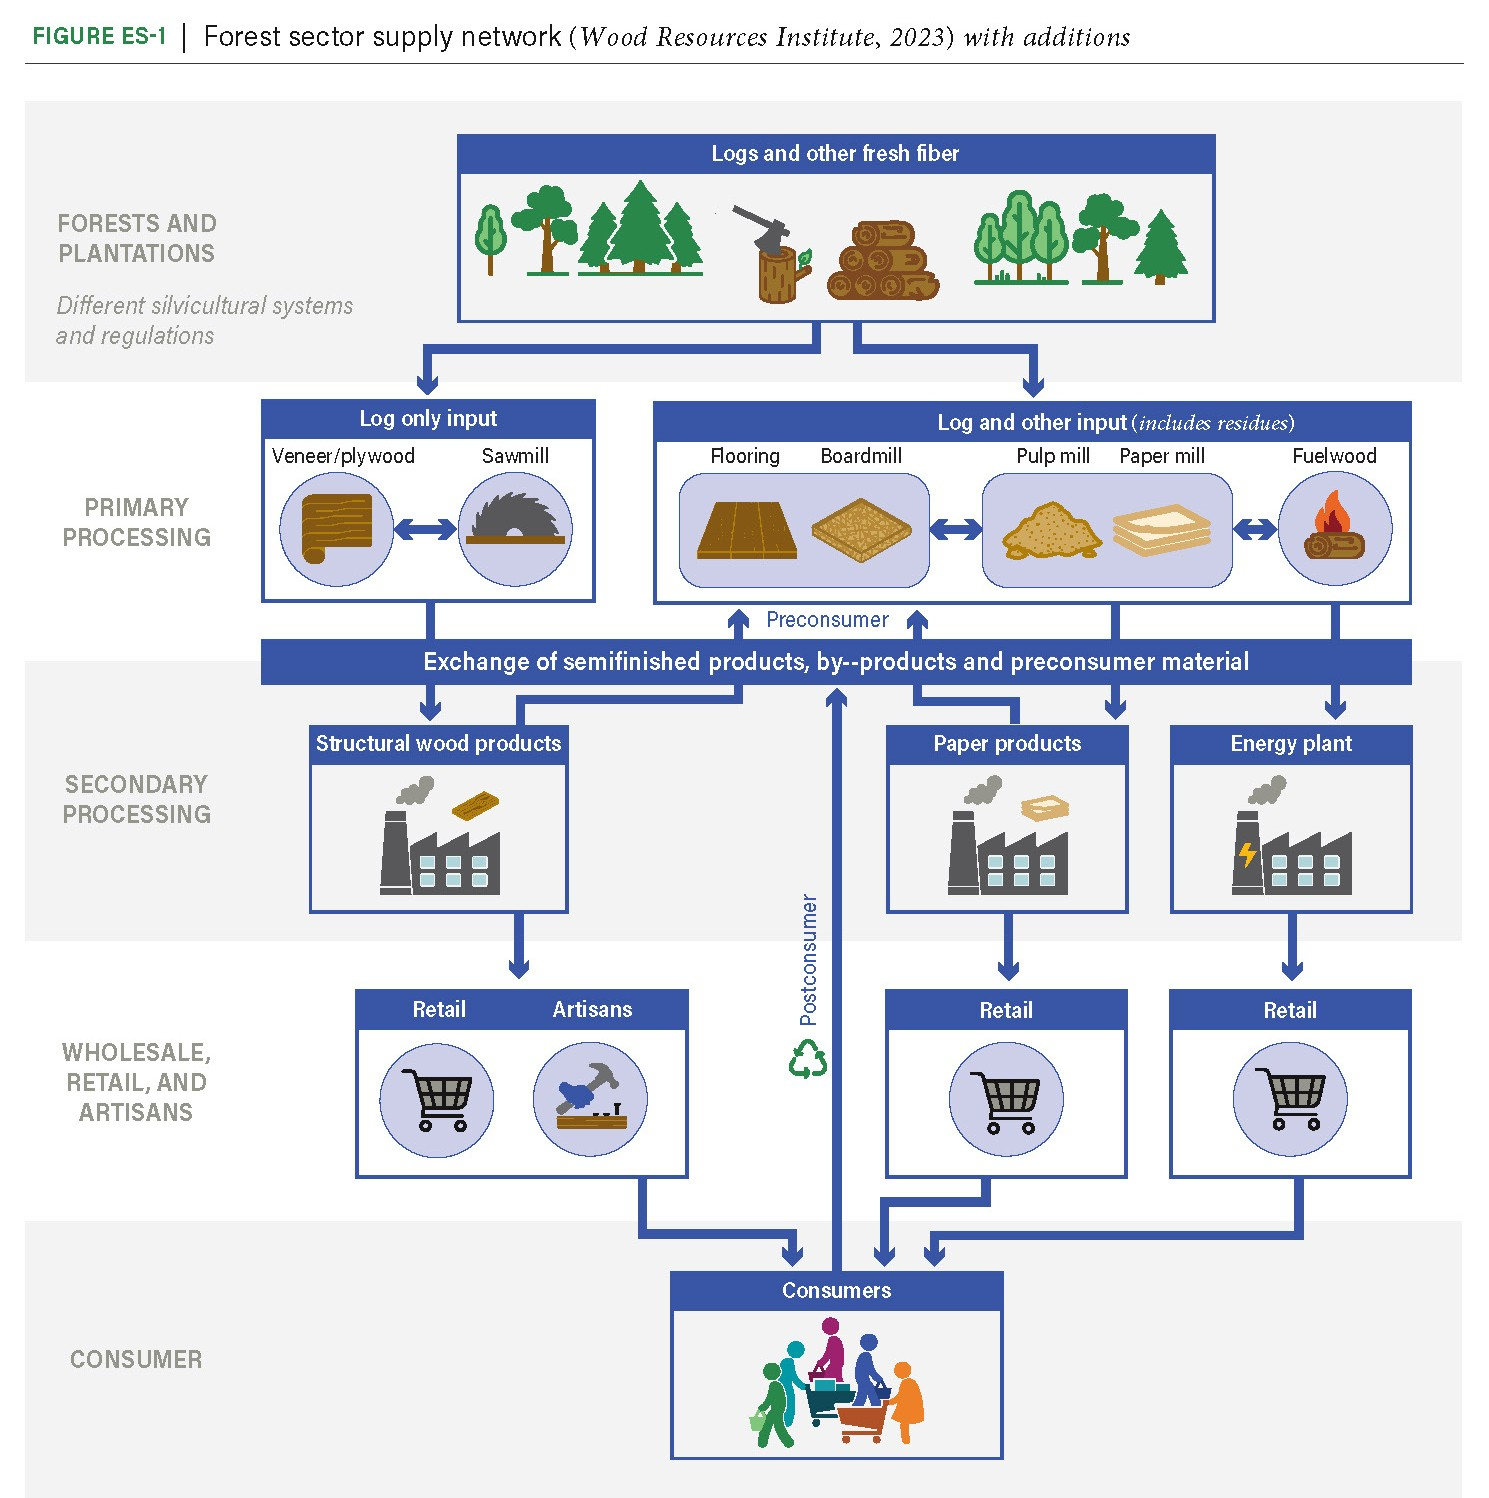 FIGURE ES-1 | Forest sector supply network (Wood Resources Institute, 2023) with additions
Logs and other fresh fiber
FORESTS AND
PLANTATIONS
Different silvicultural systems
and regulations
Log only input
Veneer/plywood
Sawmill
Log and other input (includes residues)
Flooring
Boardmill
Pulp mill
Paper mill
Fuelwood
PRIMARY
PROCESSING
Preconsumer
Exchange of semifinished products, by--products and preconsumer material
Structural wood products
Paper products
Energy plant
SECONDARY
PROCESSING
Postconsumer
Retail
Artisans
Retail
Retail
WHOLESALE,
RETAIL, AND
ARTISANS
Consumers
CONSUMER